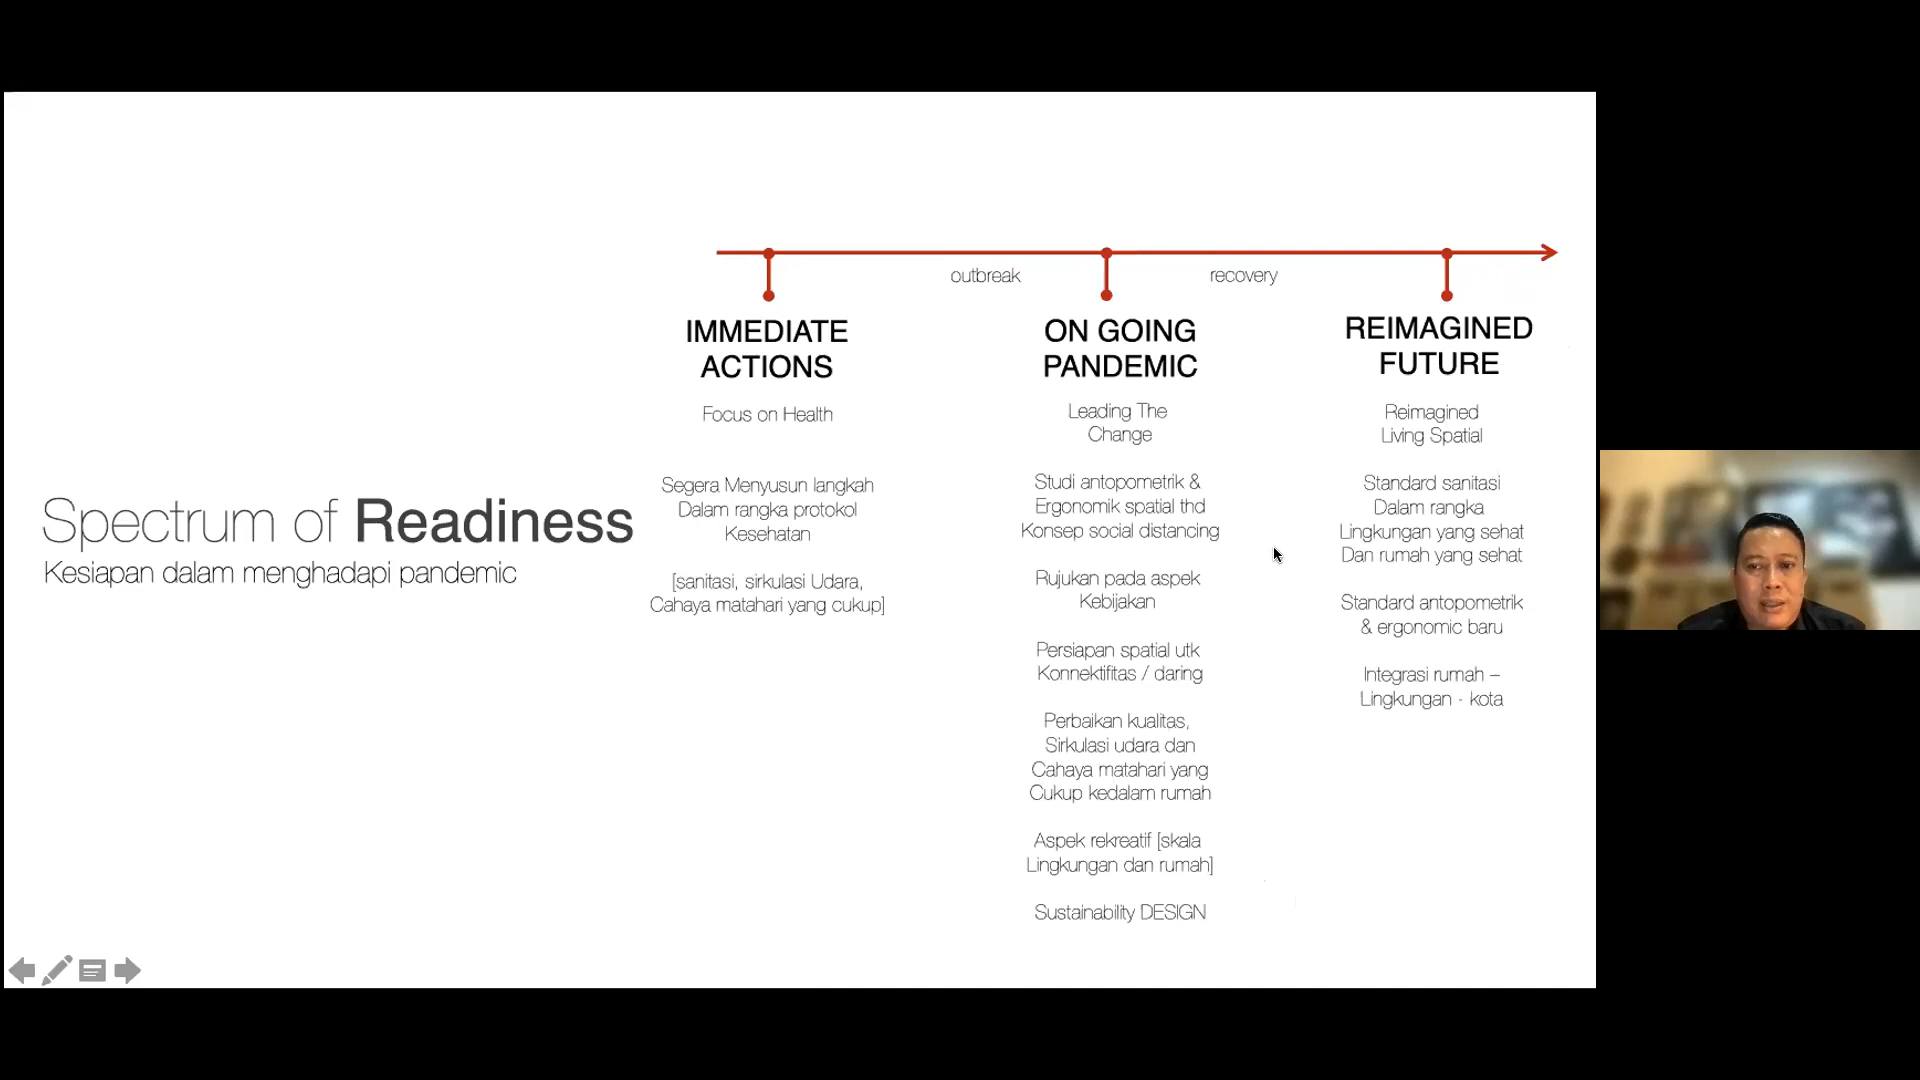 Spectrum of Readiness
Kesiapan dalam menghadapi pandemic
outbreak
recovery
IMMEDIATE
ACTIONS
Focus on Health
Segera Menyusun langkah
Dalam rangka protokol
Kesehatan
[sanitasi, sirkulasi Udara,
Cahaya matahari yang cukup]
ON GOING
PANDEMIC
Leading The
Change
Studi antopometrik &
Ergonomik spatial thd
Konsep social distancing
Rujukan pada aspek
Kebijakan
Persiapan spatial utk
Konnektifitas / daring
Perbaikan kualitas,
Sirkulasi udara dan
Cahaya matahari yang
Cukup kedalam rumah
Aspek rekreatif [skala
Lingkungan dan rumah]
Sustainability DESIGN
REIMAGINED
FUTURE
Reimagined
Living Spatial
Standard sanitasi
Dalam rangka
Lingkungan yang sehat
Dan rumah yang sehat
Standard antopometrik
& ergonomic baru
Integrasi rumah –
Lingkungan - kota